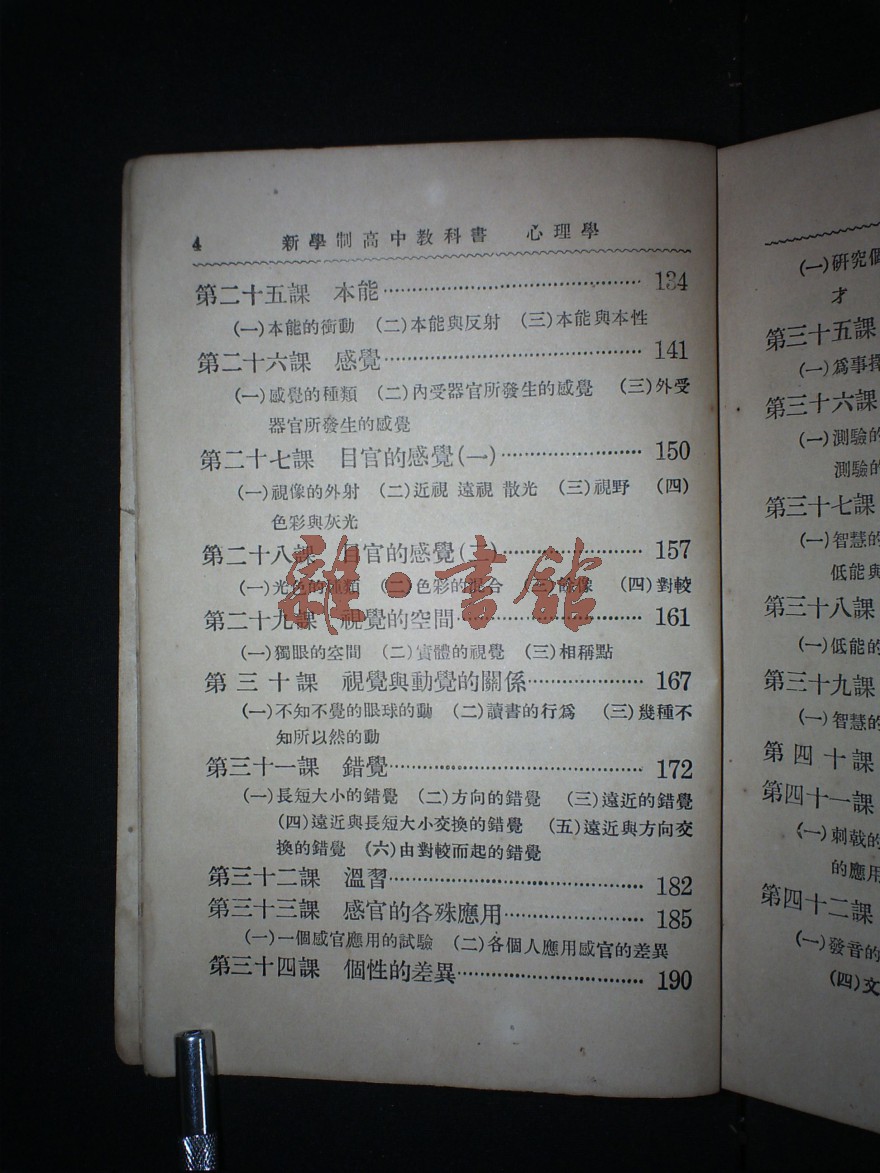 4 新學制高中教科書 心理學
第二十五課 本能 134
(一)本能的衝動 (二)本能與反射 (三)本能與本性
第二十六課 感覺 141
(一)感覺的種類 (二)內受器官所發生的感覺 (三)外受
器官所發生的感覺
第二十七課 目官的感覺(一) 150
(一)視像的外射 (二)近視 遠視 散光 (三)視野 (四)
色彩與灰光
第二十八課 目官的感覺(二) 157
(一)光色的種類 (二)色彩的混合 (三)餘像 (四)對較
第二十九課 視覺的空間 161
(一)獨眼的空間 (二)實體的視覺 (三)相稱點
第三十課 視覺與動覺的關係 167
(一)不知不覺的眼球的動 (二)讀書的行爲 (三)幾種不
知所以然的動
第三十一課 錯覺 172
(一)長短大小的錯覺 (二)方向的錯覺 (三)遠近的錯覺
(四)遠近與長短大小交換的錯覺 (五)遠近與方向交
換的錯覺 (六)由對較而起的錯覺
第三十二課 溫習 182
第三十三課 感官的各殊應用 185
(一)一個感官應用的試驗 (二)各個人應用感官的差異
第三十四課 個性的差異 190
雜·書館
(一)研究個
才
第三十五課
(一)爲事擇
第三十六課
(一)測驗的
測驗的
第三十七課
(一)智慧的
低能與
第三十八課
(一)低能的
第三十九課
(一)智慧的
第四十課
第四十一課
(一)刺戟的
的應用
第四十二課
(一)發音的
(四)文